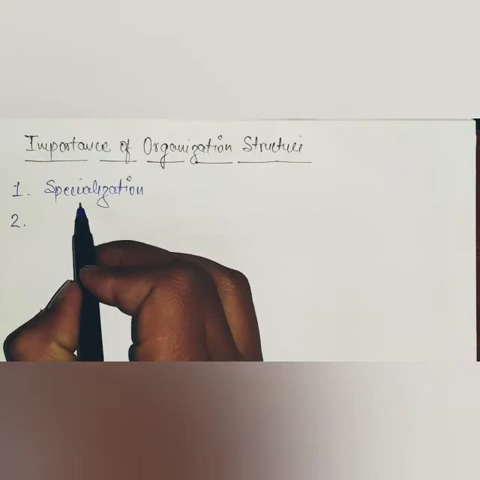 Importance of Organization Structure
1. Specialization
2.